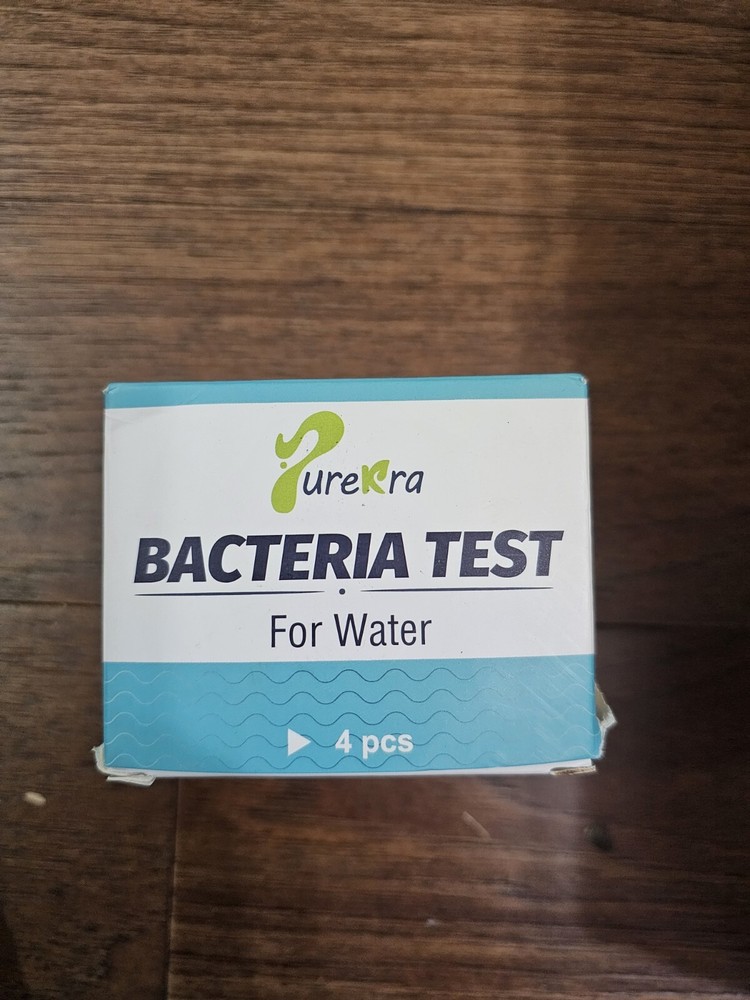 PureKra
BACTERIA TEST
For Water
4 pcs